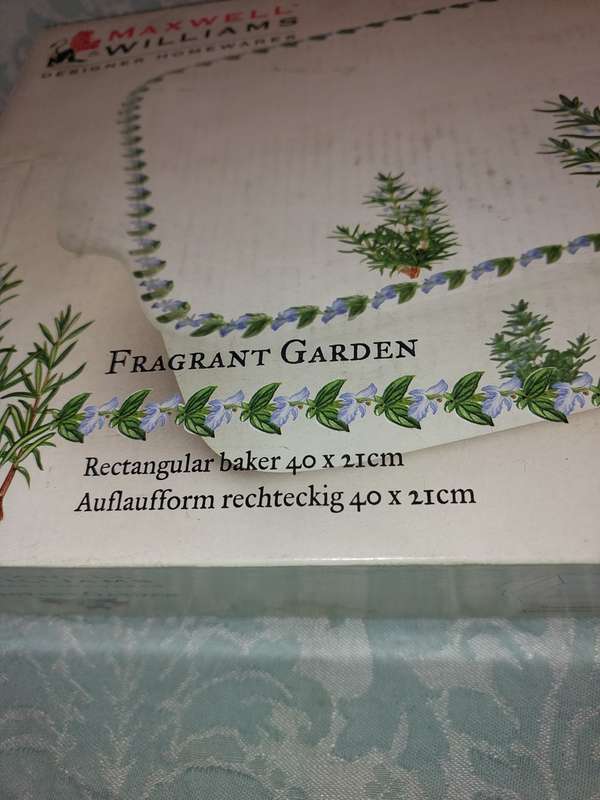 MAXWELL
& WILLIAMS
DESIGNER HOMEWARES
FRAGRANT GARDEN
Rectangular baker 40 x 21cm
Auflaufform rechteckig 40 x 21cm